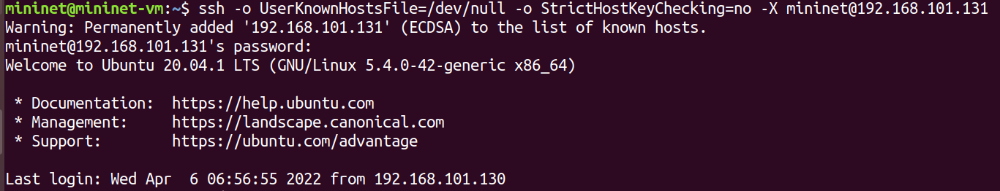 mininet@mininet-vm:~$ ssh -o UserKnownHostsFile=/dev/null -o StrictHostKeyChecking=no -X mininet@192.168.101.131
Warning: Permanently added '192.168.101.131' (ECDSA) to the list of known hosts.
mininet@192.168.101.131's password:
Welcome to Ubuntu 20.04.1 LTS (GNU/Linux 5.4.0-42-generic x86_64)

 * Documentation:  https://help.ubuntu.com
 * Management:     https://landscape.canonical.com
 * Support:        https://ubuntu.com/advantage

Last login: Wed Apr  6 06:56:55 2022 from 192.168.101.130